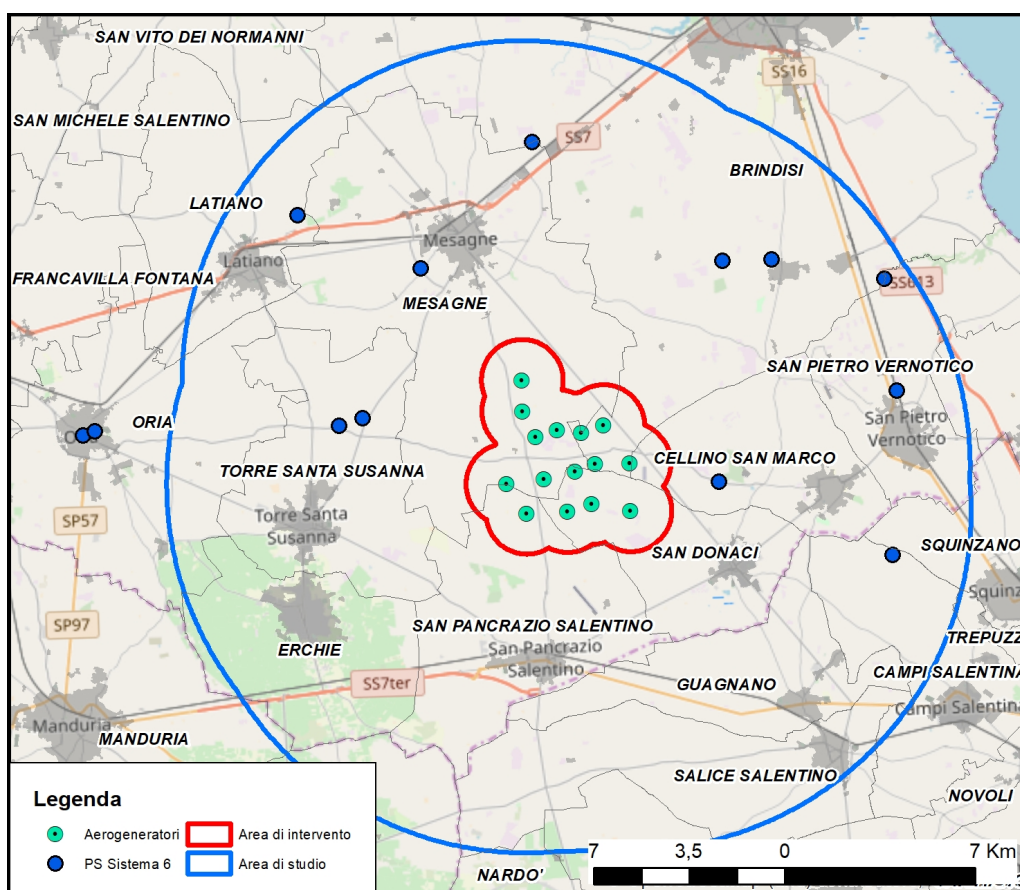 SAN VITO DEI NORMANNI
SS16
SAN MICHELE SALENTINO
SS7
BRINDISI
LATIANO
Mesagne
Latiano
FRANCAVILLA FONTANA
SS613
MESAGNE
SAN PIETRO VERNOTICO
San Pietro
Vernotico
ORIA
CELLINO SAN MARCO
TORRE SANTA SUSANNA
SP57
Torre Santa
Susanna
SQUINZANO
SAN DONACI
Squinz
SP97
SAN PANCRAZIO SALENTINO
TREPUZZ
ERCHIE
San Pancrazio
Salentino
CAMPI SALENTINA
SS7ter
GUAGNANO
Campi Salentina
Manduria
MANDURIA
SALICE SALENTINO
NOVOLI
Legenda
Aerogeneratori
Area di intervento
PS Sistema 6
Area di studio
7 3,5 0 7 Km
NARDO'